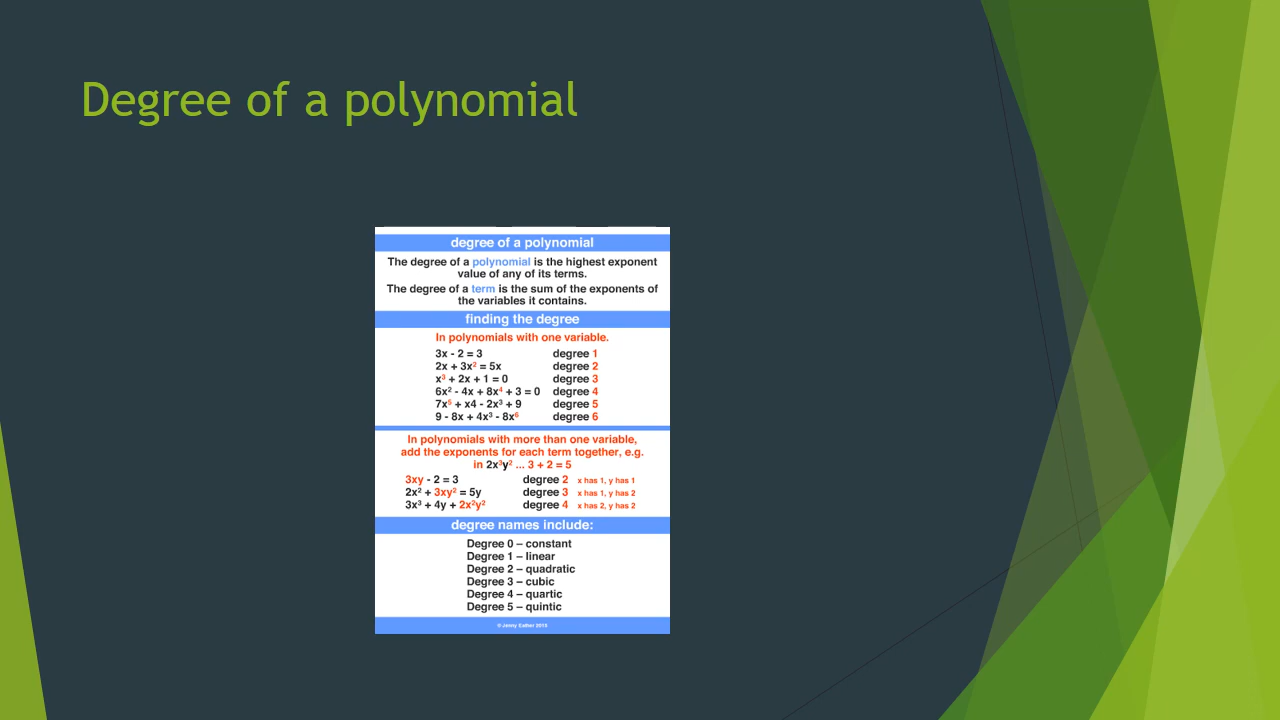 Degree of a polynomial
degree of a polynomial
The degree of a polynomial is the highest exponent
value of any of its terms.
The degree of a term is the sum of the exponents of
the variables it contains.
finding the degree
In polynomials with one variable.
3x - 2 = 3 degree 1
2x + 3x² = 5x degree 2
x³ + 2x + 1 = 0 degree 3
6x² - 4x + 8x⁴ + 3 = 0 degree 4
7x⁵ + x4 - 2x³ + 9 degree 5
9 - 8x + 4x³ - 8x⁶ degree 6
In polynomials with more than one variable,
add the exponents for each term together, e.g.
in 2x³y² ... 3 + 2 = 5
3xy - 2 = 3 degree 2 x has 1, y has 1
2x² + 3xy² = 5y degree 3 x has 1, y has 2
3x³ + 4y + 2x²y² degree 4 x has 2, y has 2
degree names include:
Degree 0 – constant
Degree 1 – linear
Degree 2 – quadratic
Degree 3 – cubic
Degree 4 – quartic
Degree 5 – quintic
© Jenny Eather 2014